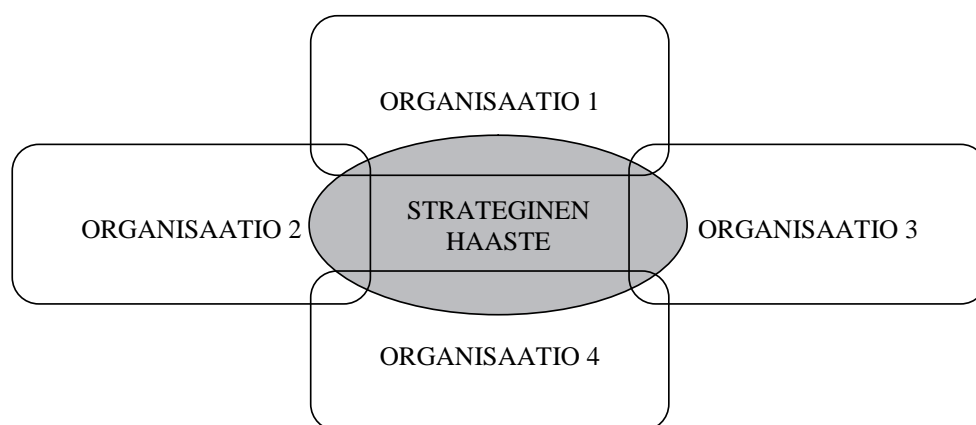 ORGANISAATIO 1
STRATEGINEN
HAASTE
ORGANISAATIO 2
ORGANISAATIO 3
ORGANISAATIO 4